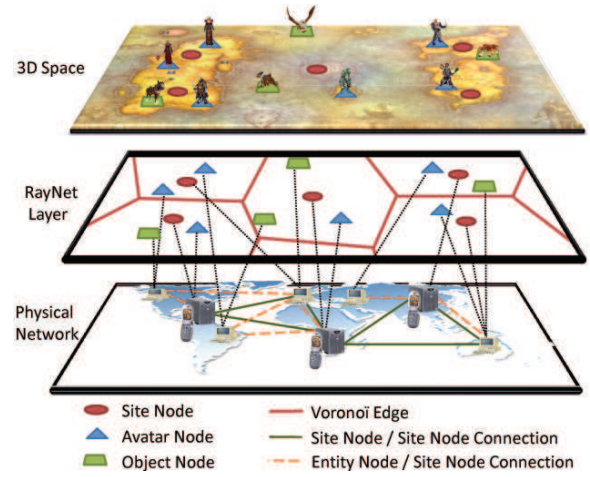 3D Space
RayNet
Layer
Physical
Network
Site Node
Voronoï Edge
Avatar Node
Site Node / Site Node Connection
Object Node
Entity Node / Site Node Connection